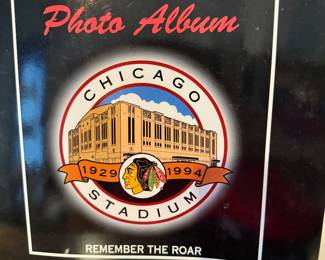 Photo Album
CHICAGO
1929 1994
STADIUM
REMEMBER THE ROAR